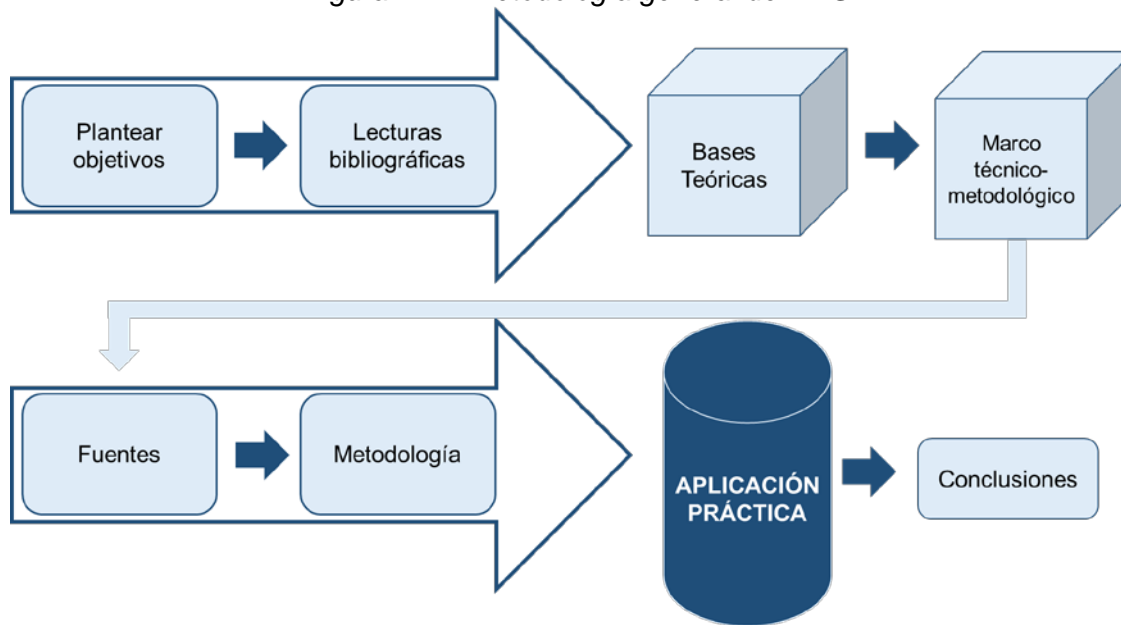 Plantear
objetivos
Lecturas
bibliográficas
Bases
Teóricas
Marco
técnico-
metodológico
Fuentes
Metodología
APLICACIÓN
PRÁCTICA
Conclusiones